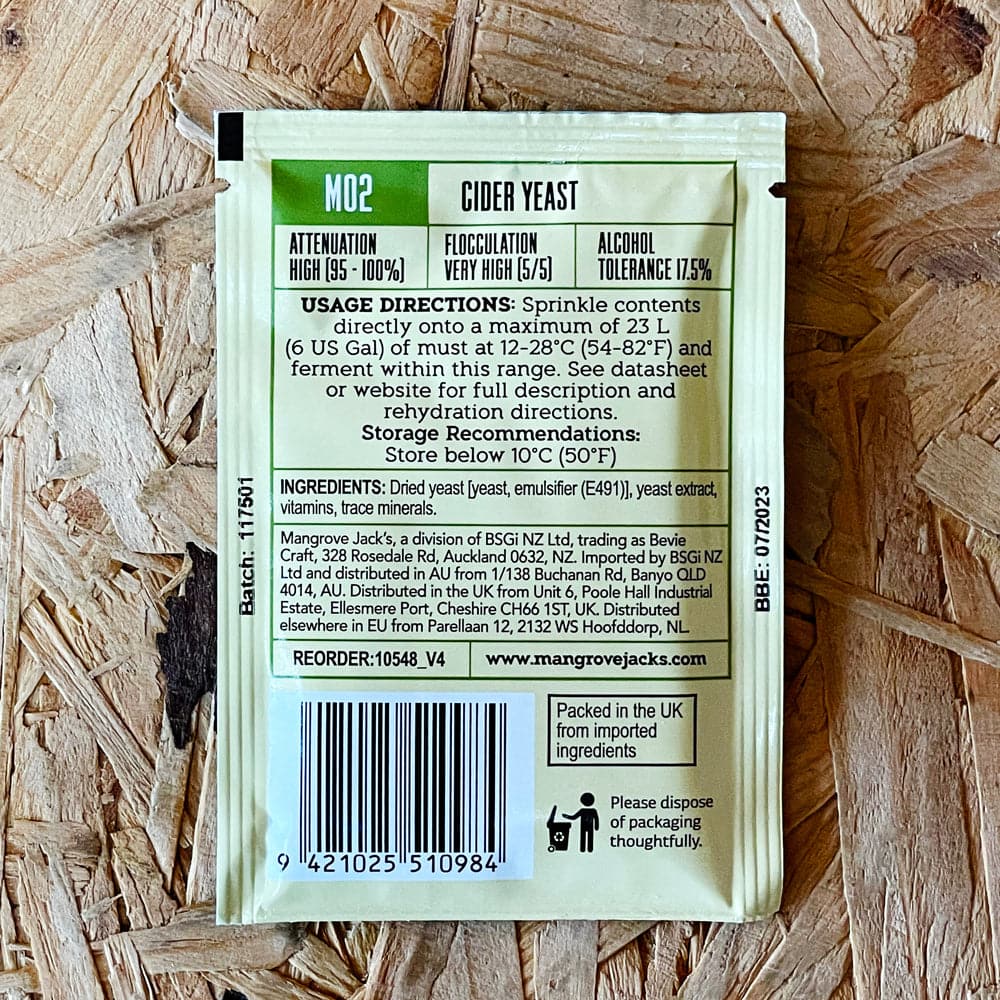 M02
CIDER YEAST
ATTENUATION
HIGH (95 - 100%)
FLOCCULATION
VERY HIGH (5/5)
ALCOHOL
TOLERANCE 17.5%
USAGE DIRECTIONS: Sprinkle contents
directly onto a maximum of 23 L
(6 US Gal) of must at 12-28°C (54-82°F) and
ferment within this range. See datasheet
or website for full description and
rehydration directions.
Storage Recommendations:
Store below 10°C (50°F)
INGREDIENTS: Dried yeast [yeast, emulsifier (E491)], yeast extract,
vitamins, trace minerals.
Mangrove Jack's, a division of BSGi NZ Ltd, trading as Bevie
Craft, 328 Rosedale Rd, Auckland 0632, NZ. Imported by BSGi NZ
Ltd and distributed in AU from 1/138 Buchanan Rd, Banyo QLD
4014, AU. Distributed in the UK from Unit 6, Poole Hall Industrial
Estate, Ellesmere Port, Cheshire CH66 1ST, UK. Distributed
elsewhere in EU from Parellaan 12, 2132 WS Hoofddorp, NL.
REORDER:10548_V4
www.mangrovejacks.com
Batch: 117501
BBE: 07/2023
Packed in the UK
from imported
ingredients
Please dispose
of packaging
thoughtfully.
9 421025 510984